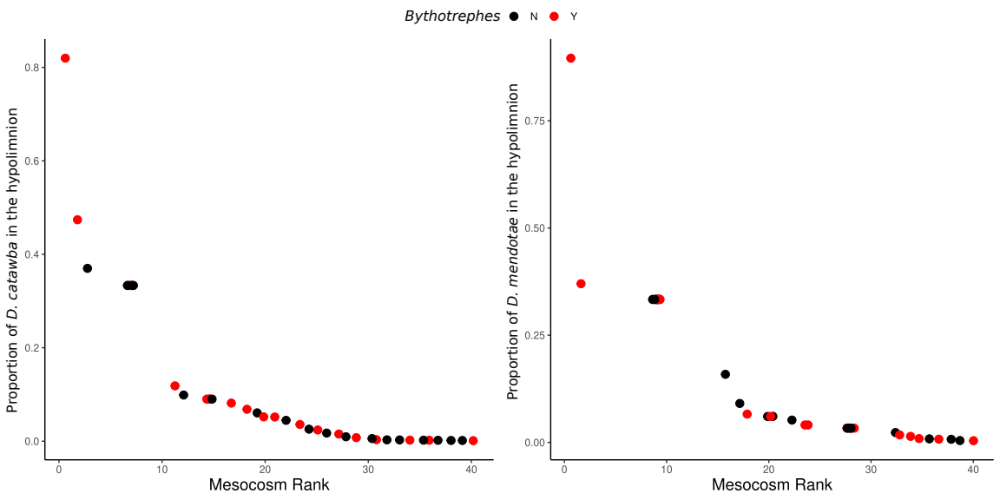 Bythotrephes N Y
Proportion of D. catawba in the hypolimnion
0.8
0.6
0.4
0.2
0.0
0 10 20 30 40
Mesocosm Rank
Proportion of D. mendotae in the hypolimnion
0.75
0.50
0.25
0.00
0 10 20 30 40
Mesocosm Rank